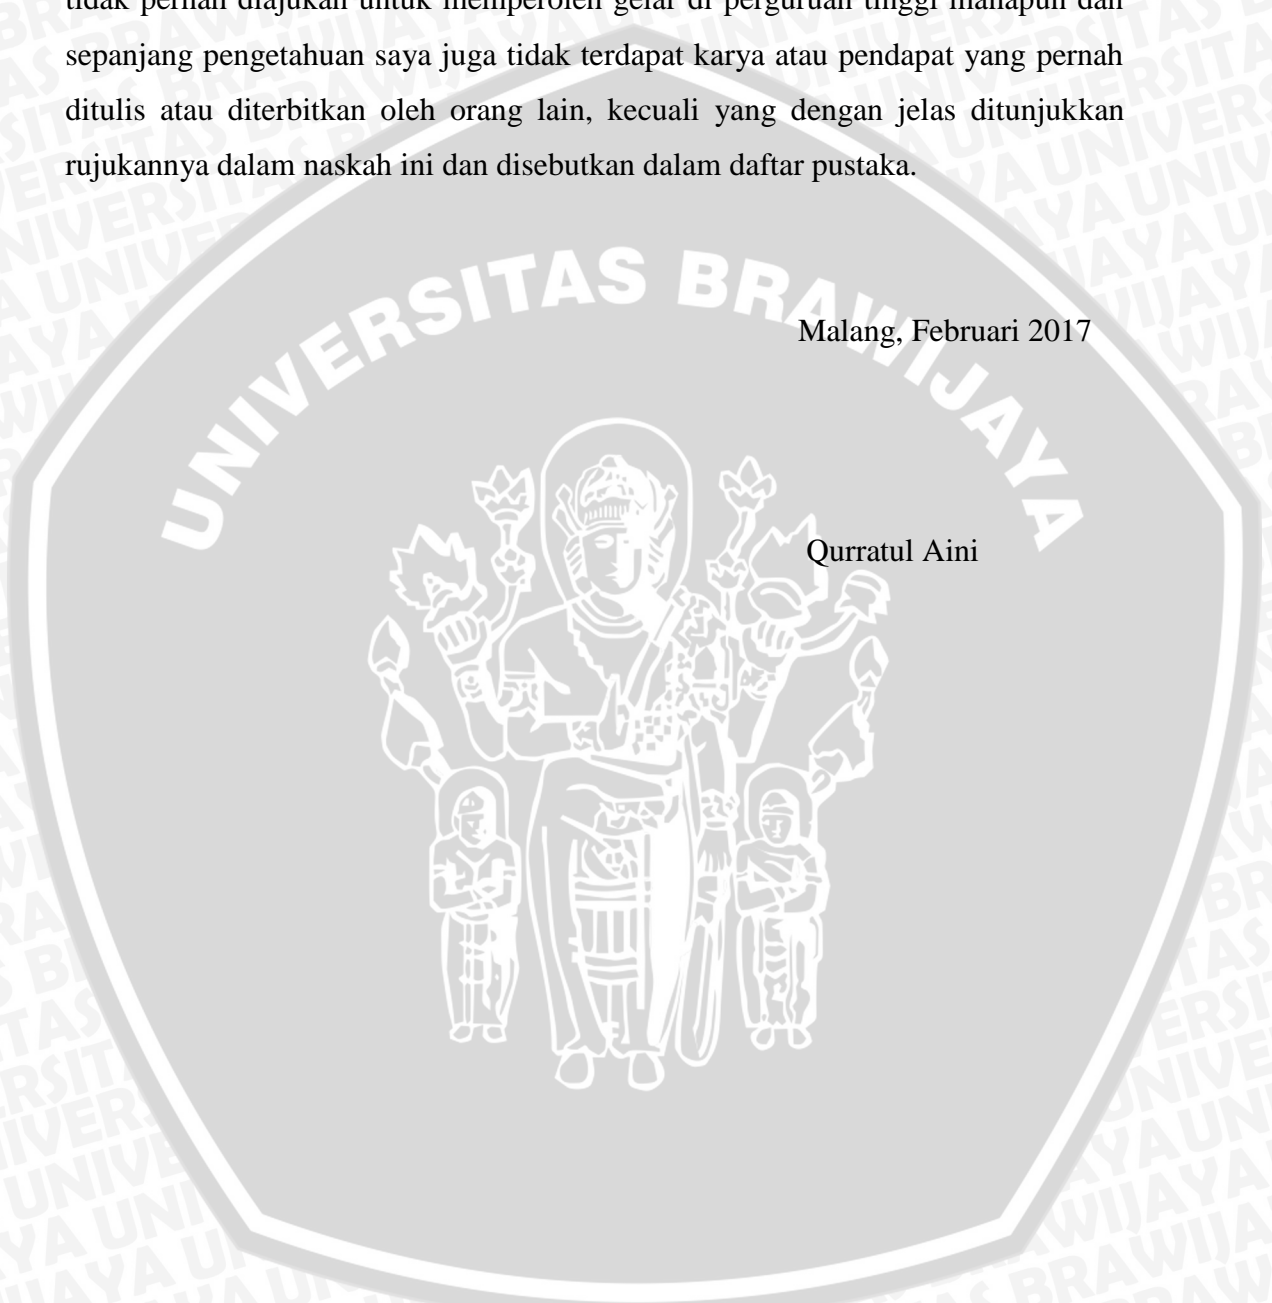 tidak pernah diajukan untuk memperoleh gelar di perguruan tinggi manapun dan
sepanjang pengetahuan saya juga tidak terdapat karya atau pendapat yang pernah
ditulis atau diterbitkan oleh orang lain, kecuali yang dengan jelas ditunjukkan
rujukannya dalam naskah ini dan disebutkan dalam daftar pustaka.
UNIVERSITAS BRAWIJAYA
Malang, Februari 2017
Qurratul Aini